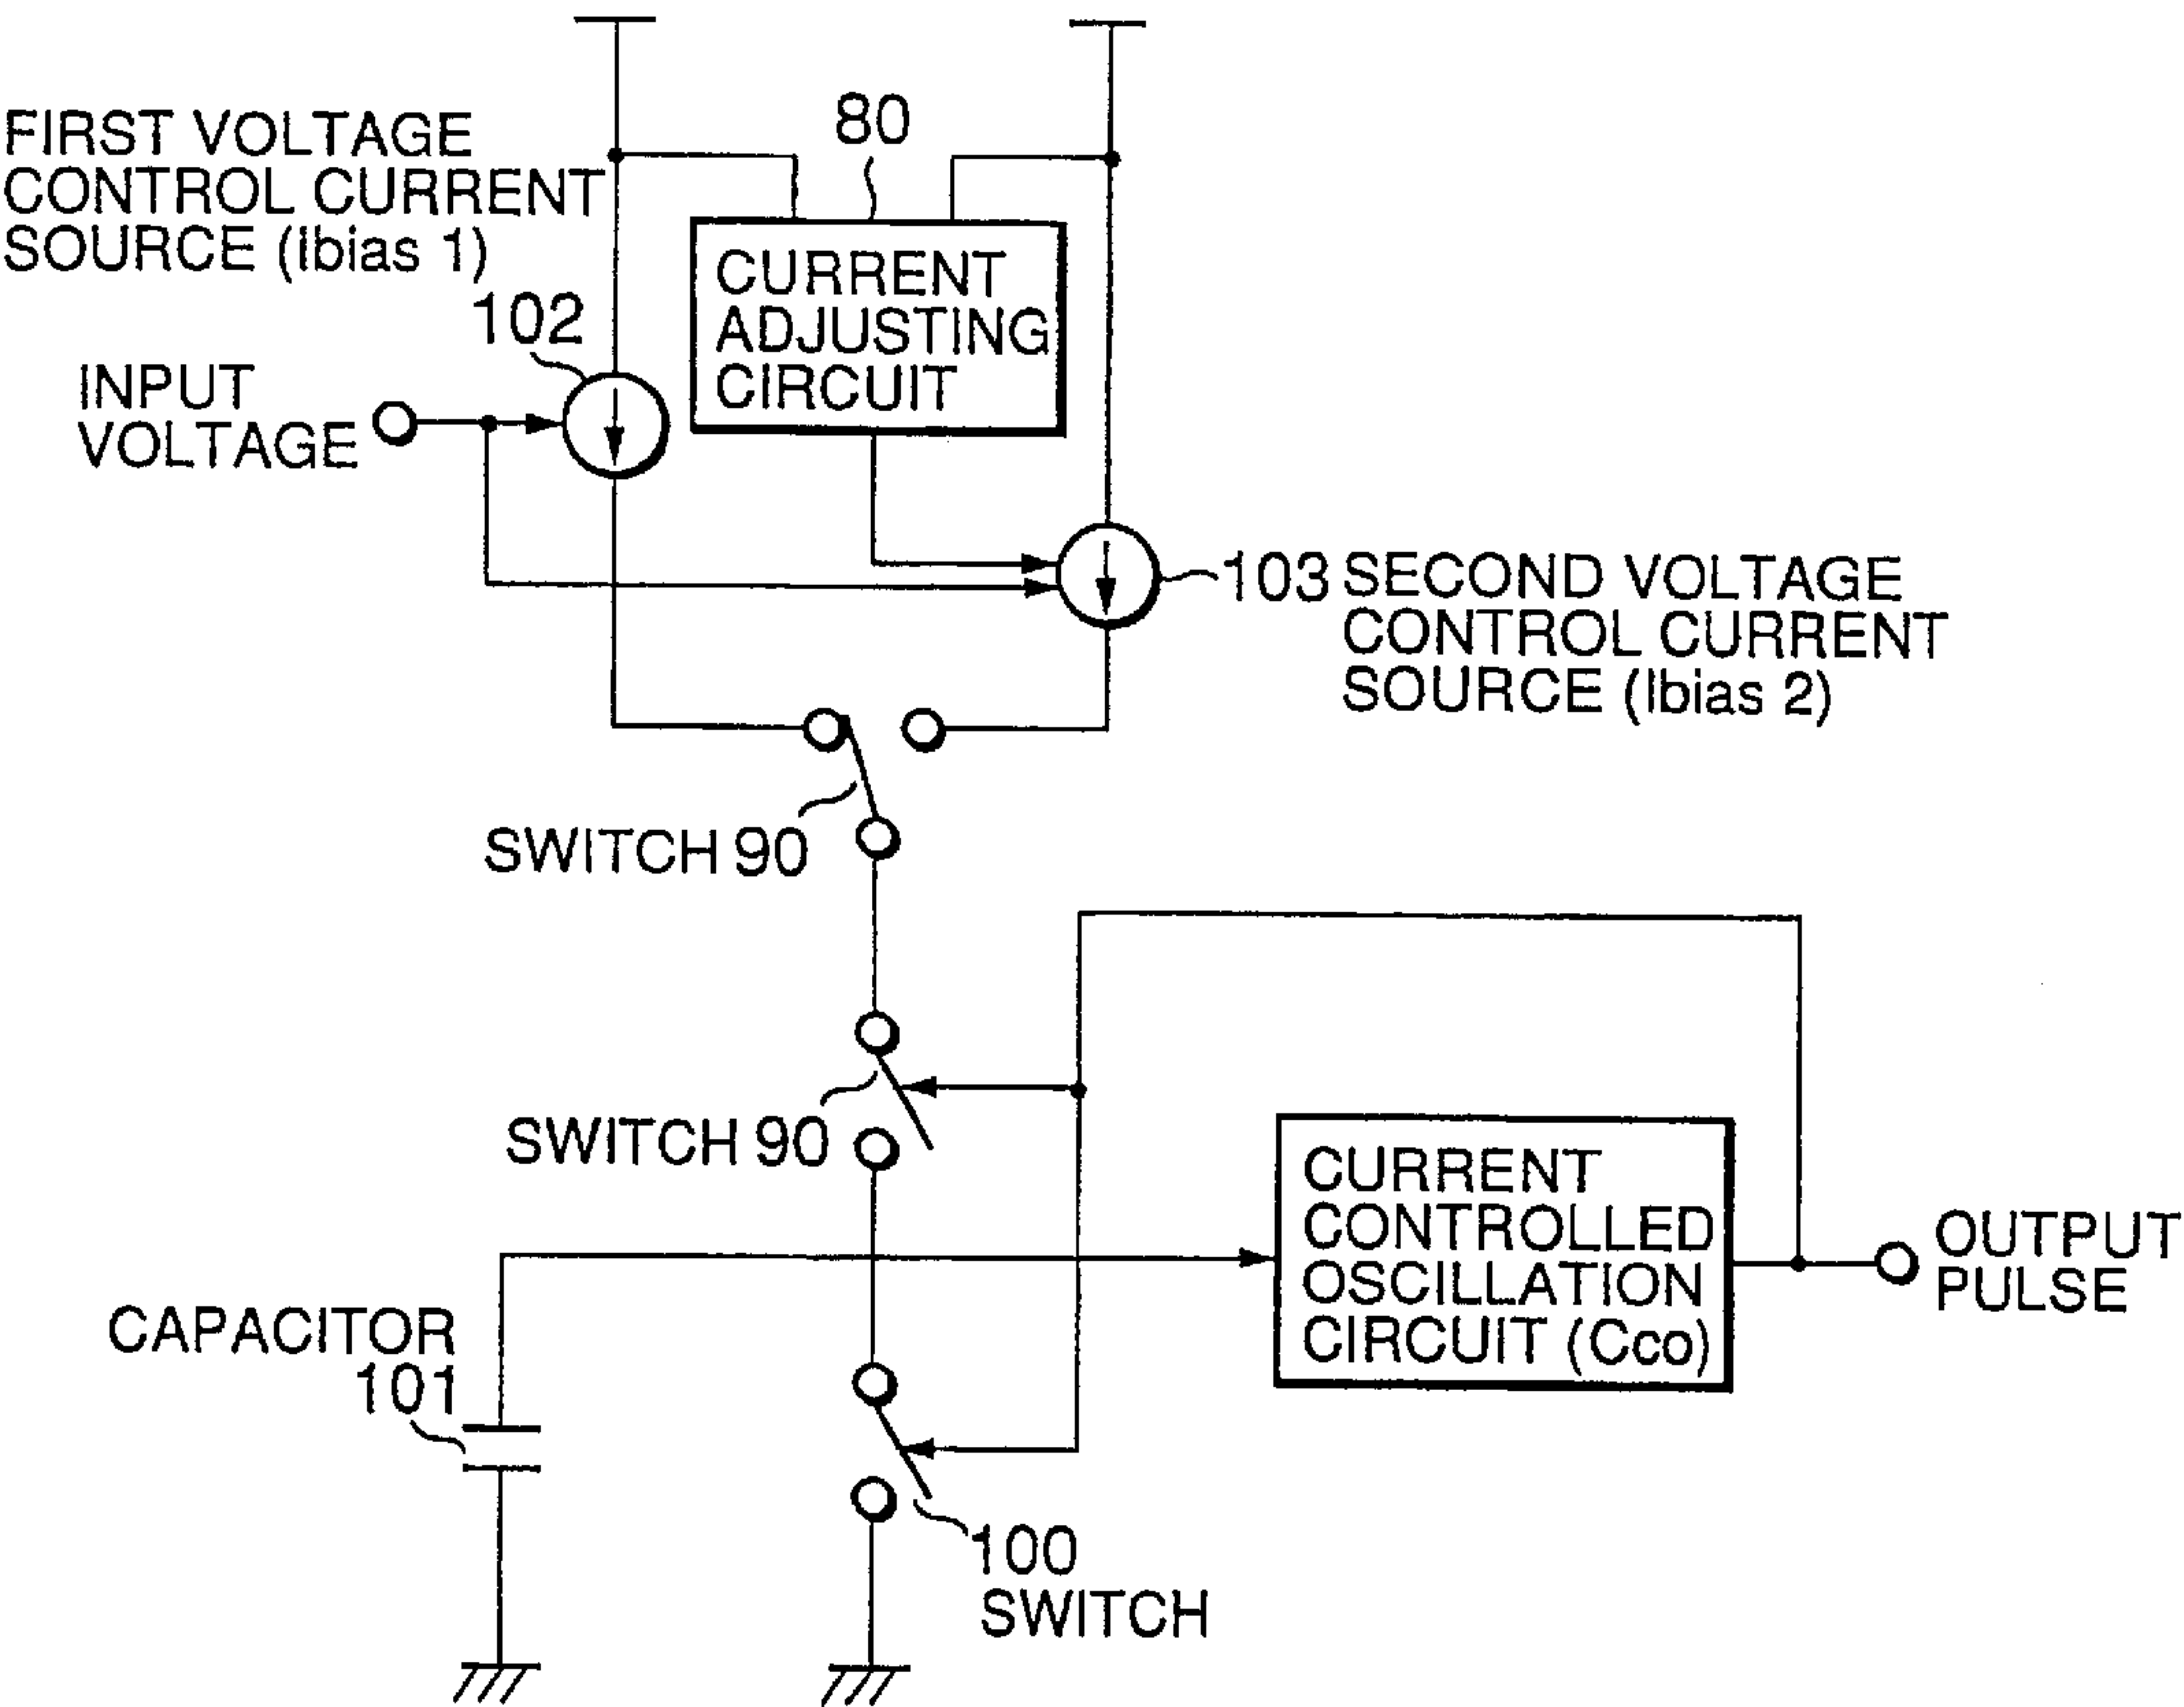 FIRST VOLTAGE
CONTROL CURRENT
SOURCE (Ibias 1)
102
80
CURRENT
ADJUSTING
CIRCUIT
INPUT
VOLTAGE
103 SECOND VOLTAGE
CONTROL CURRENT
SOURCE (Ibias 2)
SWITCH 90
SWITCH 90
CURRENT
CONTROLLED
OSCILLATION
CIRCUIT (Cco)
OUTPUT
PULSE
CAPACITOR
101
100
SWITCH